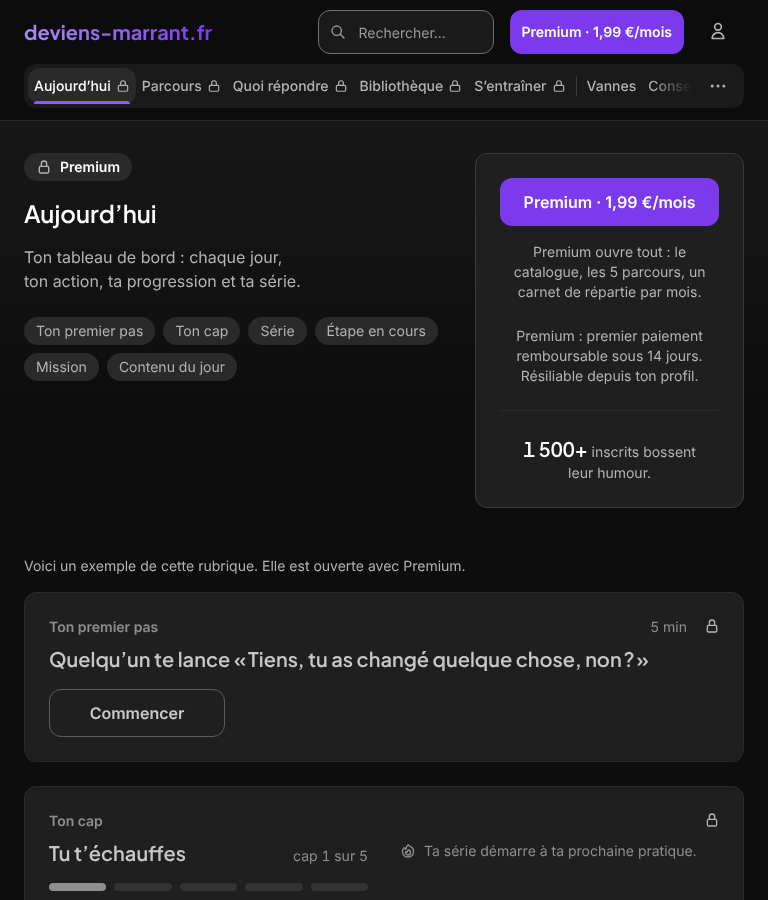 deviens-marrant.fr
Rechercher...
Premium · 1,99 €/mois
Aujourd’hui
Parcours
Quoi répondre
Bibliothèque
S’entraîner
Vannes
Premium
Aujourd’hui
Ton tableau de bord : chaque jour,
ton action, ta progression et ta série.
Ton premier pas
Ton cap
Série
Étape en cours
Mission
Contenu du jour
Premium · 1,99 €/mois
Premium ouvre tout : le
catalogue, les 5 parcours, un
carnet de répartie par mois.
Premium : premier paiement
remboursable sous 14 jours.
Résiliable depuis ton profil.
1 500+ inscrits bossent
leur humour.
Voici un exemple de cette rubrique. Elle est ouverte avec Premium.
Ton premier pas
5 min
Quelqu’un te lance « Tiens, tu as changé quelque chose, non ? »
Commencer
Ton cap
Tu t’échauffes
cap 1 sur 5
Ta série démarre à ta prochaine pratique.